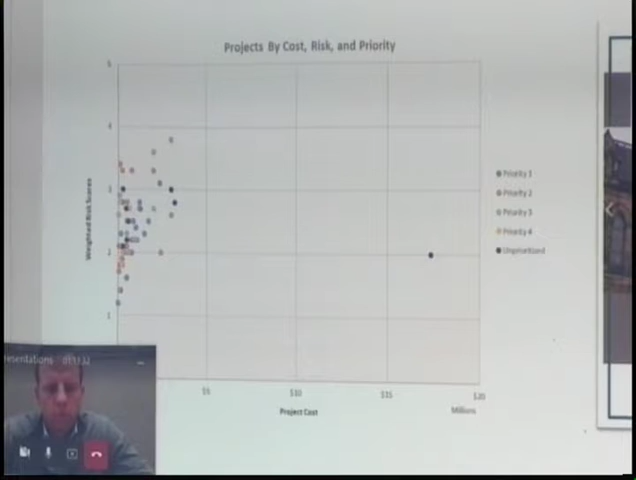 Projects By Cost, Risk, and Priority
5
4
3
2
1
Weighted Risk Scores
Priority 1
Priority 2
Priority 3
Priority 4
Unprioritized
$5
$10
$15
$20
Project Cost
Millions
resentations